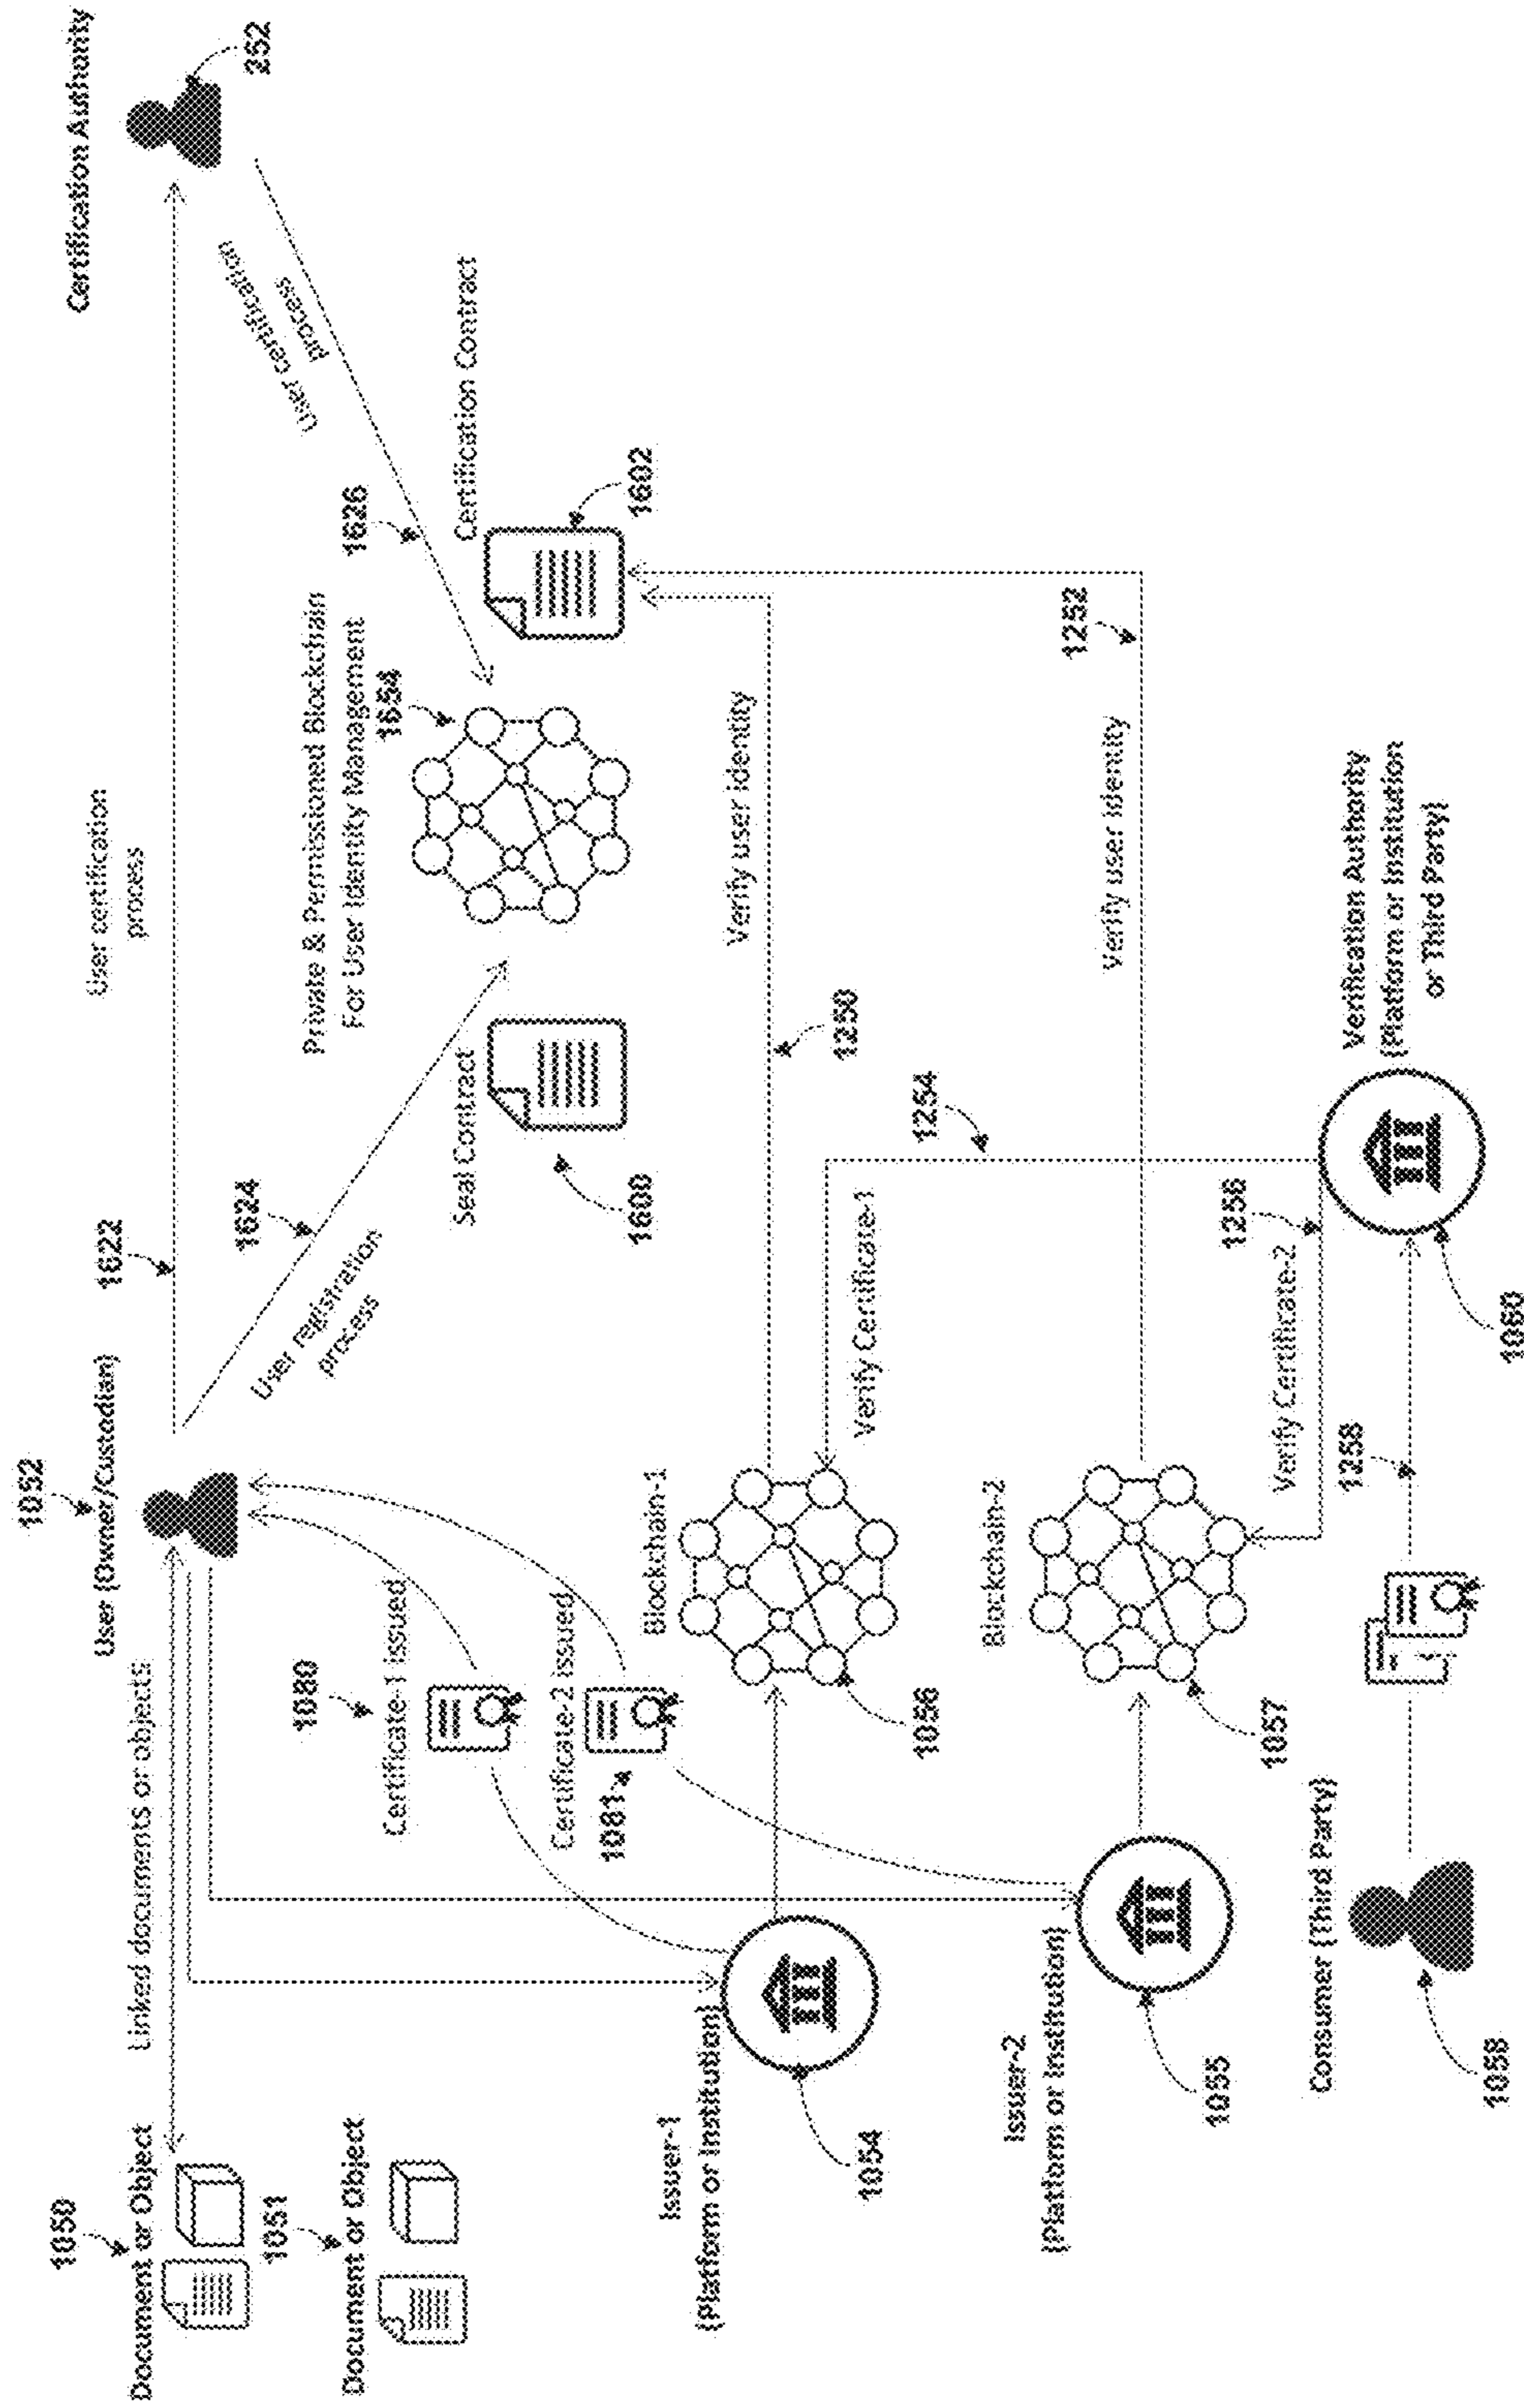 1052
Certification Authority
252
User (Owner/Custodian)
1622
User certification
process
1050
Document or Object
Linked documents or objects
1624
User registration
process
User certification
process
1051
Document or Object
1080
Certificate-1 issued
Private & Permissioned Blockchain
For User Identity Management
1654
1626
Seal Contract
1600
Certification Contract
1602
Certificate-2 issued
1081
Issuer-1
(Platform or Institution)
1054
Blockchain-1
1056
Verify user identity
1250
Verify Certificate-1
1254
Issuer-2
(Platform or Institution)
1055
Blockchain-2
1057
Verify user identity
1252
1256
Verify Certificate-2
Consumer (Third Party)
1058
1258
1060
Verification Authority
(Platform or Institution
or Third Party)